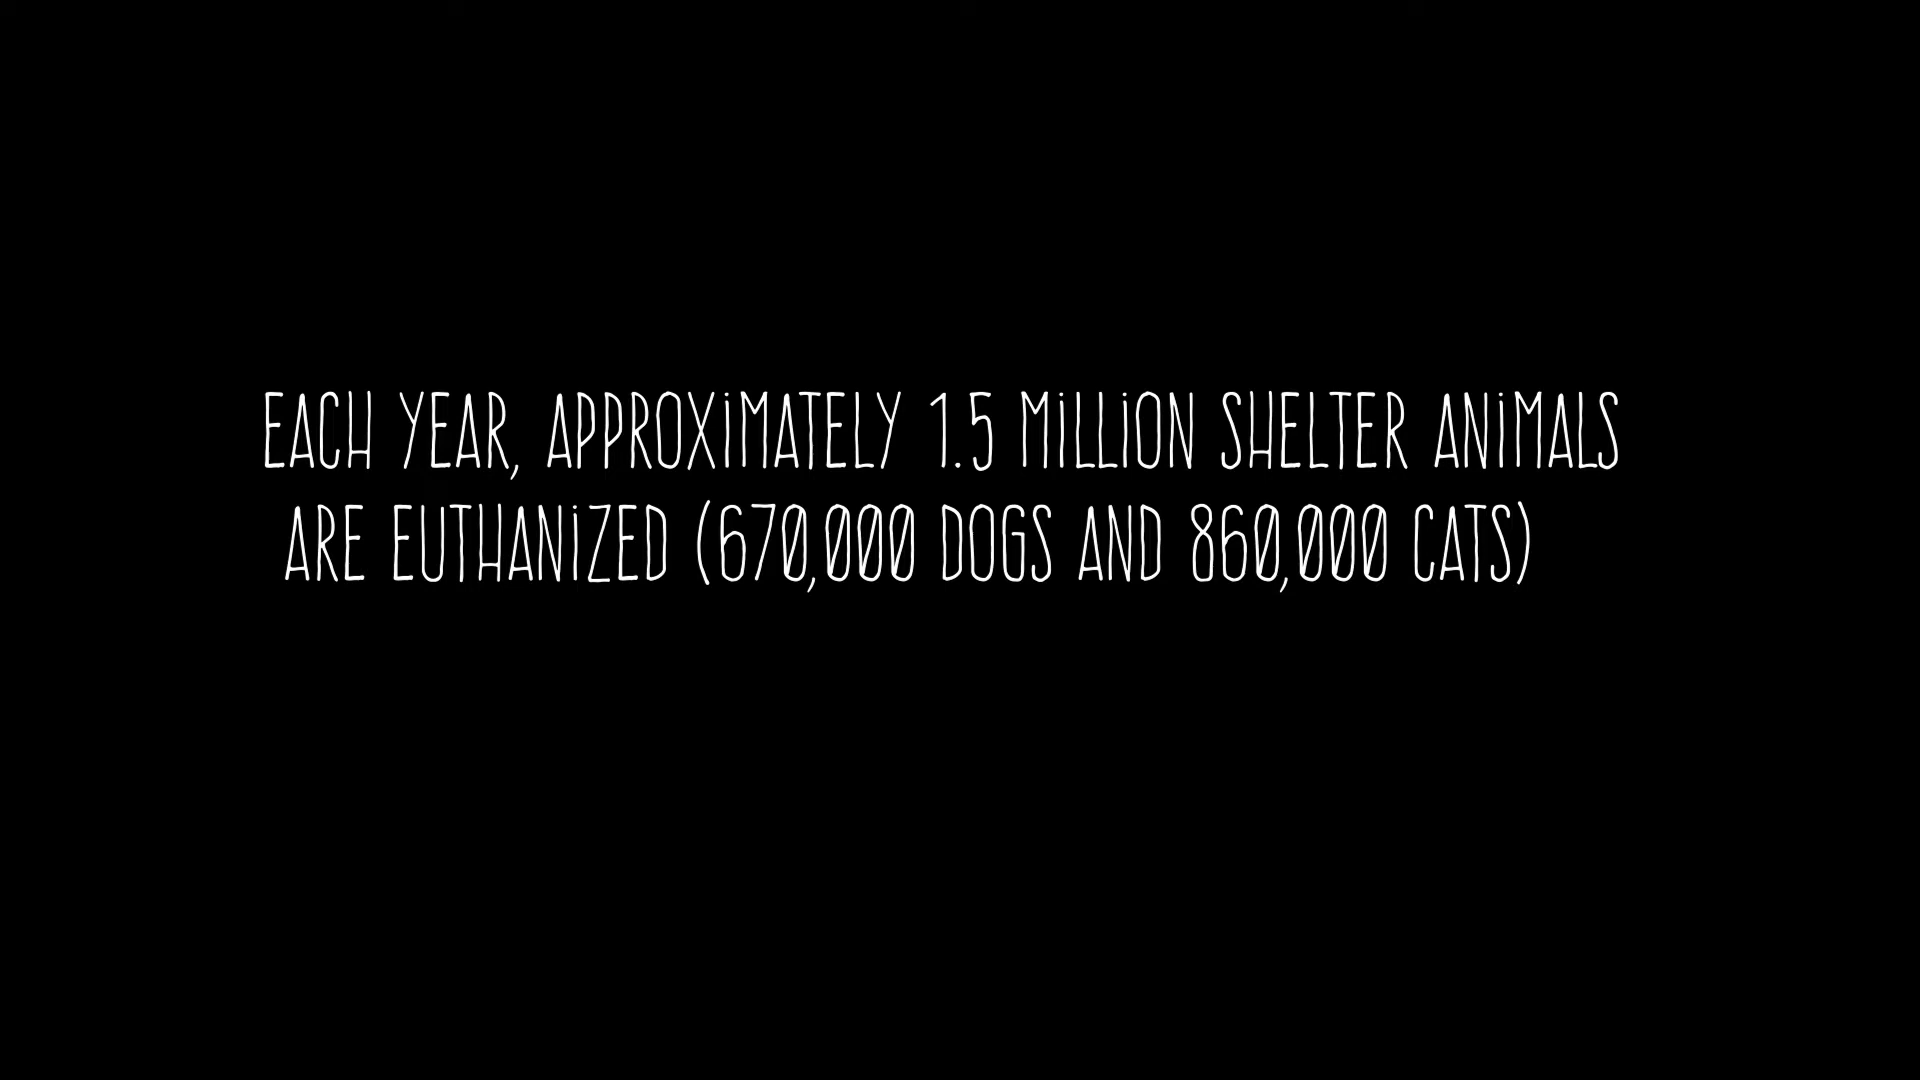 EACH YEAR, APPROXiMATELY 1.5 MiLLiON SHELTER ANiMALS
ARE EUTHANiZED (670,000 DOGS AND 860,000 CATS)